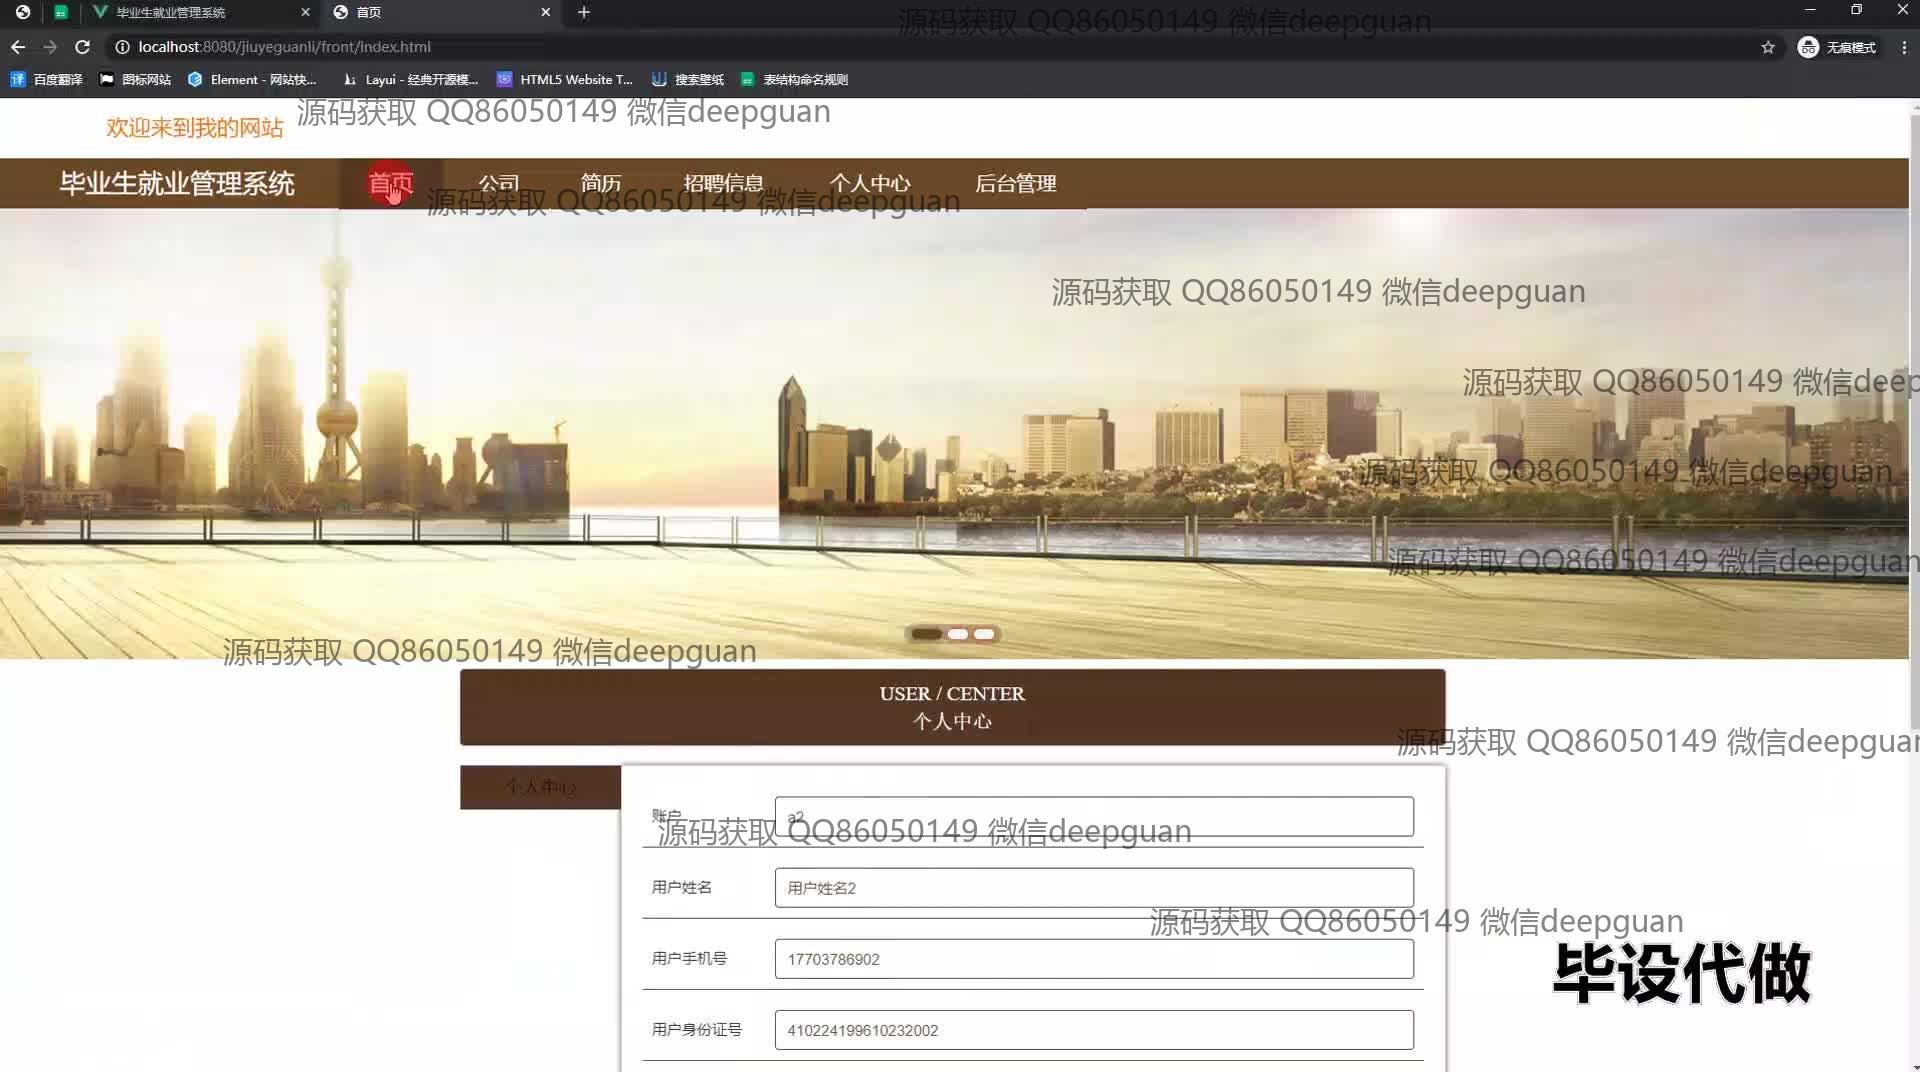 毕业生就业管理系统
首页
源码获取 QQ86050149 微信deepguan
localhost:8080/jiuyeguanli/front/index.html
无痕模式
百度翻译
图标网站
Element - 网站快...
Layui - 经典开源模...
HTML5 Website T...
搜索壁纸
表结构命名规则
源码获取 QQ86050149 微信deepguan
欢迎来到我的网站
毕业生就业管理系统
首页
公司
简历
招聘信息
个人中心
后台管理
源码获取 QQ86050149 微信deepguan
源码获取 QQ86050149 微信deepguan
源码获取 QQ86050149 微信deep
源码获取 QQ86050149 微信deepguan
源码获取 QQ86050149 微信deepguan
源码获取 QQ86050149 微信deepguan
USER / CENTER
个人中心
源码获取 QQ86050149 微信deepguan
个人中心
账户
a2
源码获取 QQ86050149 微信deepguan
用户姓名
用户姓名2
源码获取 QQ86050149 微信deepguan
用户手机号
17703786902
毕设代做
用户身份证号
410224199610232002